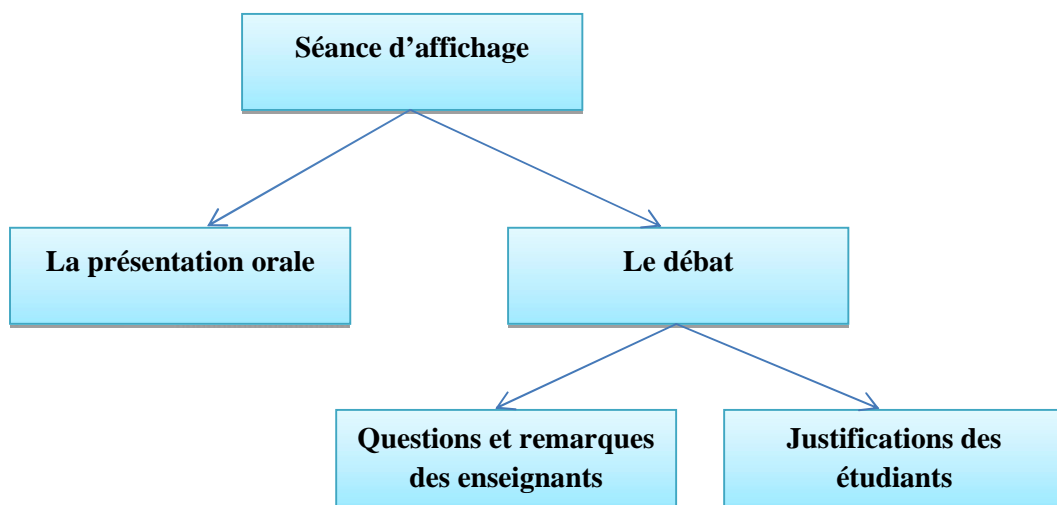 Séance d’affichage
La présentation orale
Le débat
Questions et remarques
des enseignants
Justifications des
étudiants